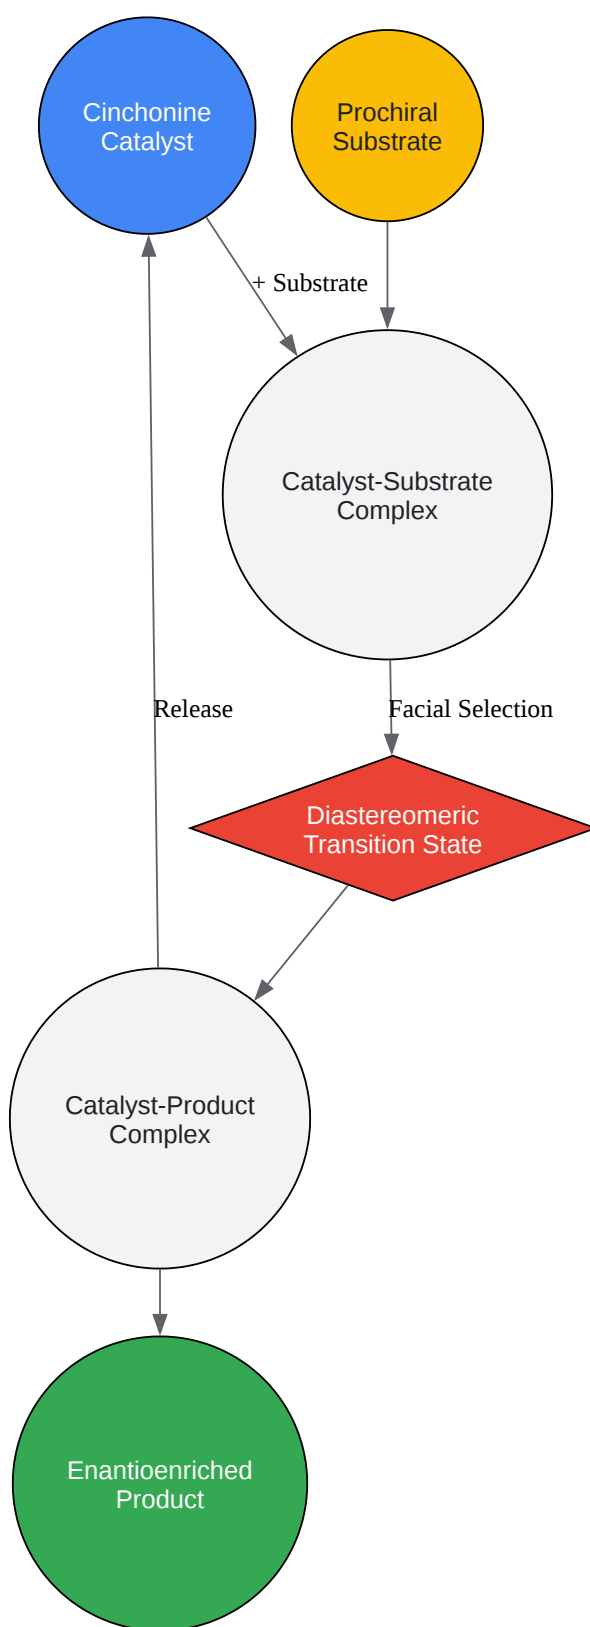 Cinchonine
Catalyst
Prochiral
Substrate
+ Substrate
Catalyst-Substrate
Complex
Release
Facial Selection
Diastereomeric
Transition State
Catalyst-Product
Complex
Enantioenriched
Product